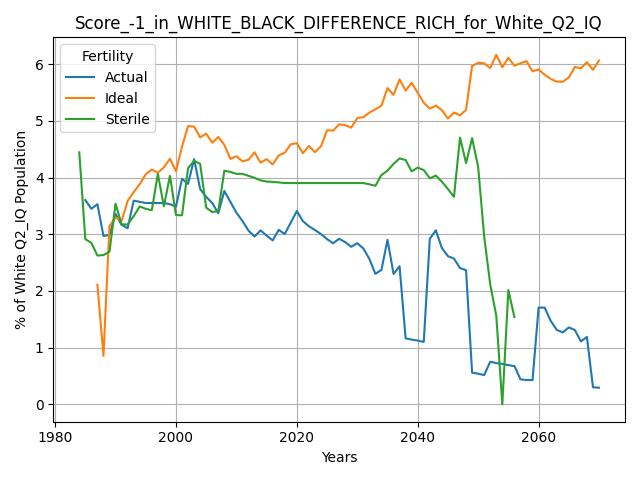 Score_-1_in_WHITE_BLACK_DIFFERENCE_RICH_for_White_Q2_IQ
Fertility
Actual
Ideal
Sterile
% of White Q2_IQ Population
6
5
4
3
2
1
0
1980
2000
2020
2040
2060
Years